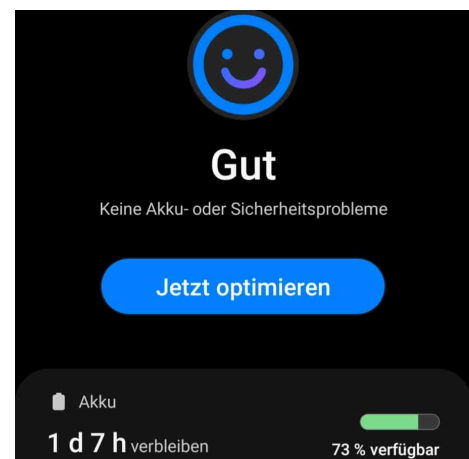 Gut
Keine Akku- oder Sicherheitsprobleme
Jetzt optimieren
Akku
1 d 7 h verbleiben
73 % verfügbar